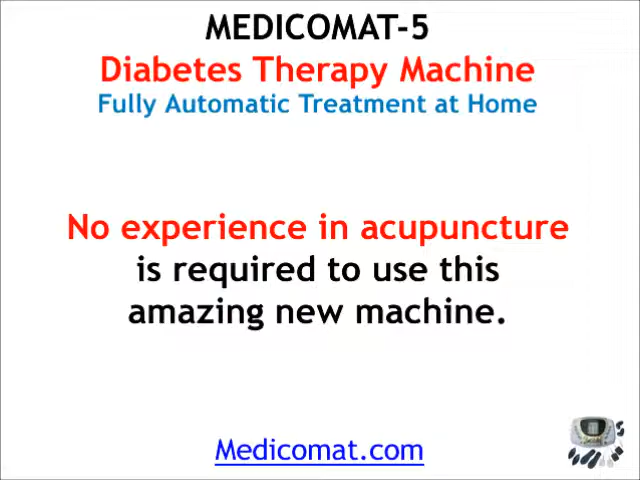 MEDICOMAT-5
Diabetes Therapy Machine
Fully Automatic Treatment at Home
No experience in acupuncture
is required to use this
amazing new machine.
Medicomat.com